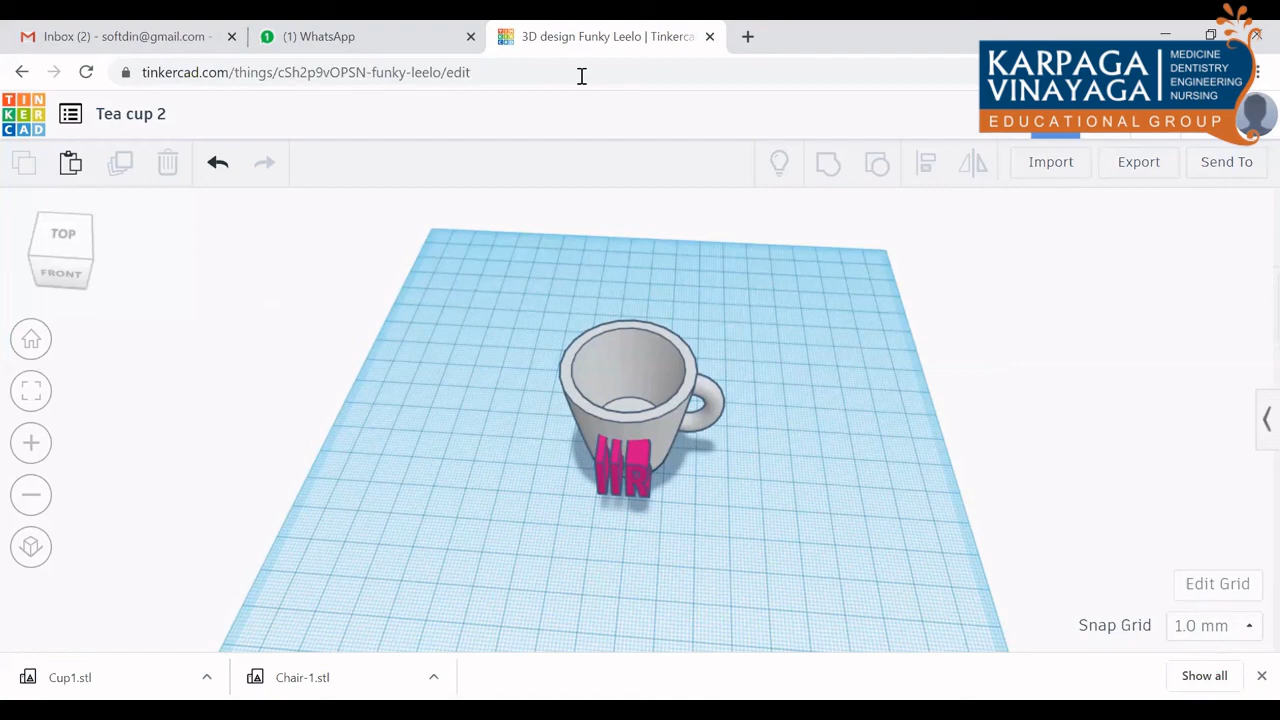 Inbox (2) - softdin@gmail.com -
(1) WhatsApp
3D design Funky Leelo | Tinkerca
tinkercad.com/things/cSh2p9vOPSN-funky-leelo/edit
KARPAGA
VINAYAGA
MEDICINE
DENTISTRY
ENGINEERING
NURSING
EDUCATIONAL GROUP
TIN
KER
CAD
Tea cup 2
Import
Export
Send To
TOP
FRONT
Edit Grid
Snap Grid
1.0 mm
Cup1.stl
Chair-1.stl
Show all